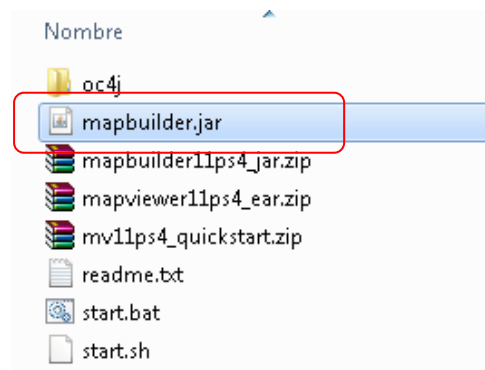 Nombre
oc4j
mapbuilder.jar
mapbuilder11ps4_jar.zip
mapviewer11ps4_ear.zip
mv11ps4_quickstart.zip
readme.txt
start.bat
start.sh